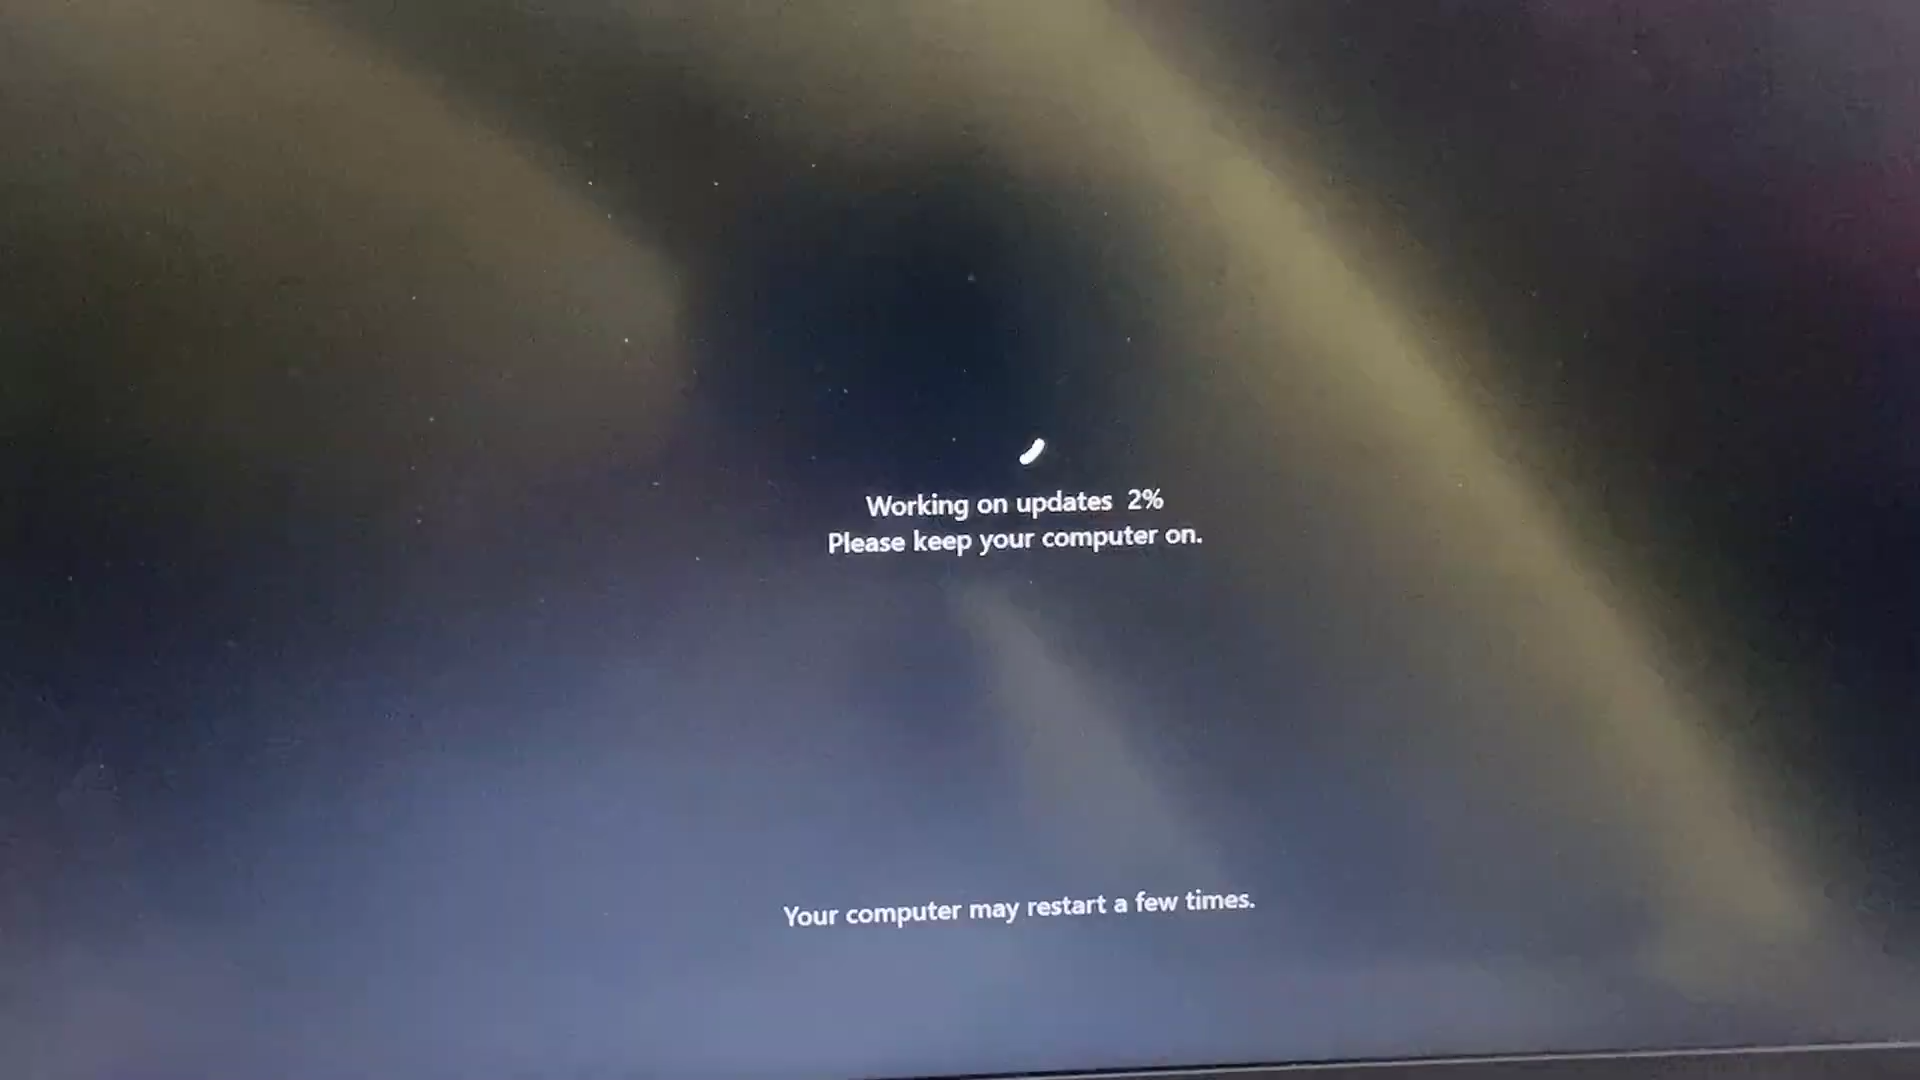 Working on updates 2%
Please keep your computer on.
Your computer may restart a few times.